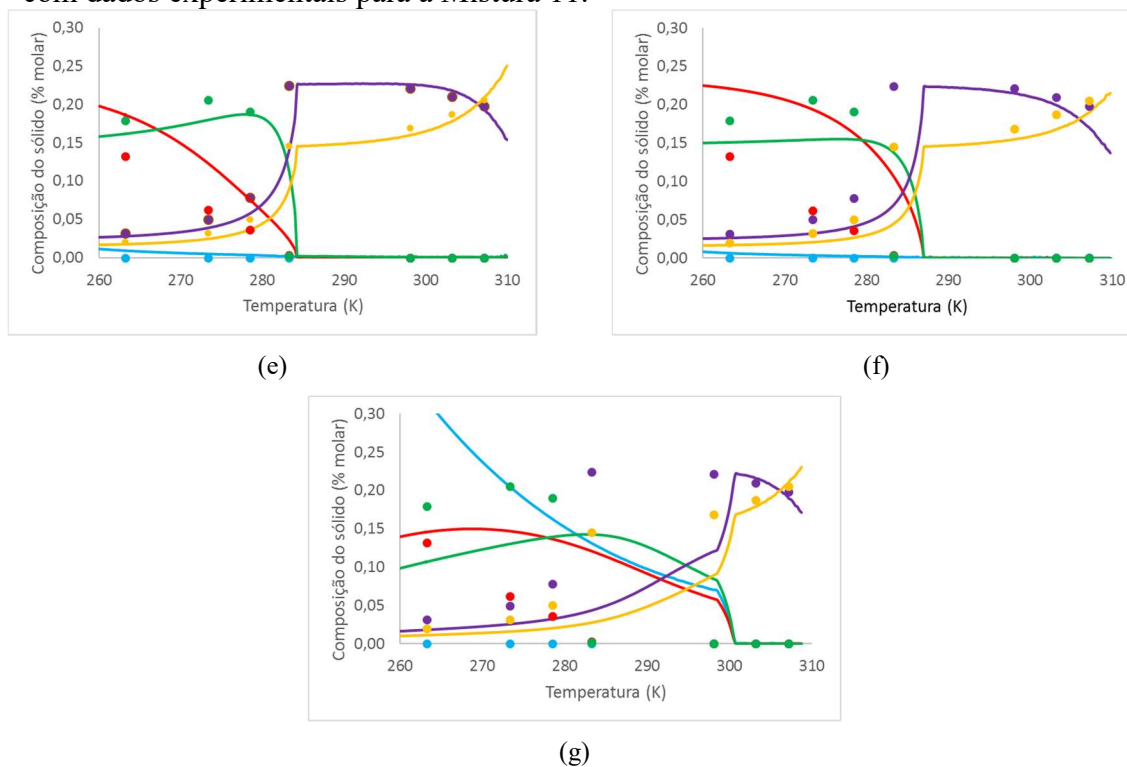 com dados experimentais para a Mistura 11.
0,30
0,25
0,20
0,15
0,10
0,05
0,00
260 270 280 290 300 310
Composição do sólido (% molar)
Temperatura (K)
(e)
0,30
0,25
0,20
0,15
0,10
0,05
0,00
260 270 280 290 300 310
Composição do sólido (% molar)
Temperatura (K)
(f)
0,30
0,25
0,20
0,15
0,10
0,05
0,00
260 270 280 290 300 310
Composição do sólido (% molar)
Temperatura (K)
(g)